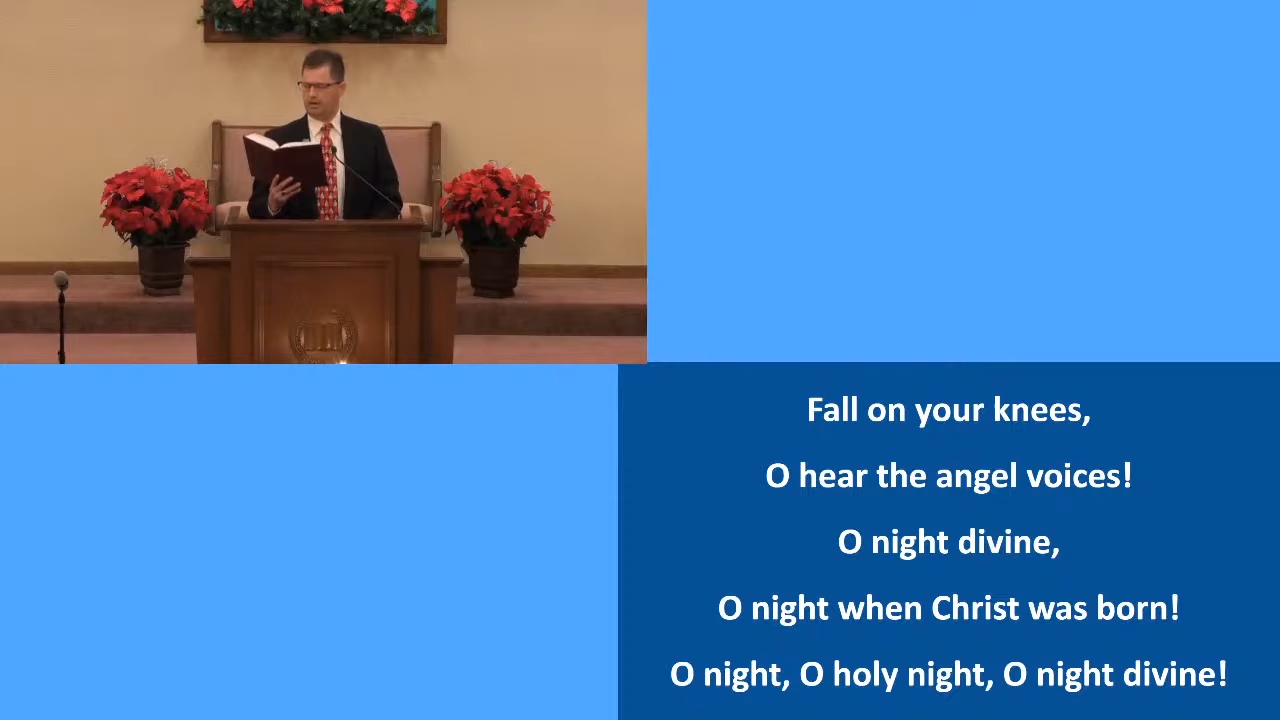 Fall on your knees,
O hear the angel voices!
O night divine,
O night when Christ was born!
O night, O holy night, O night divine!